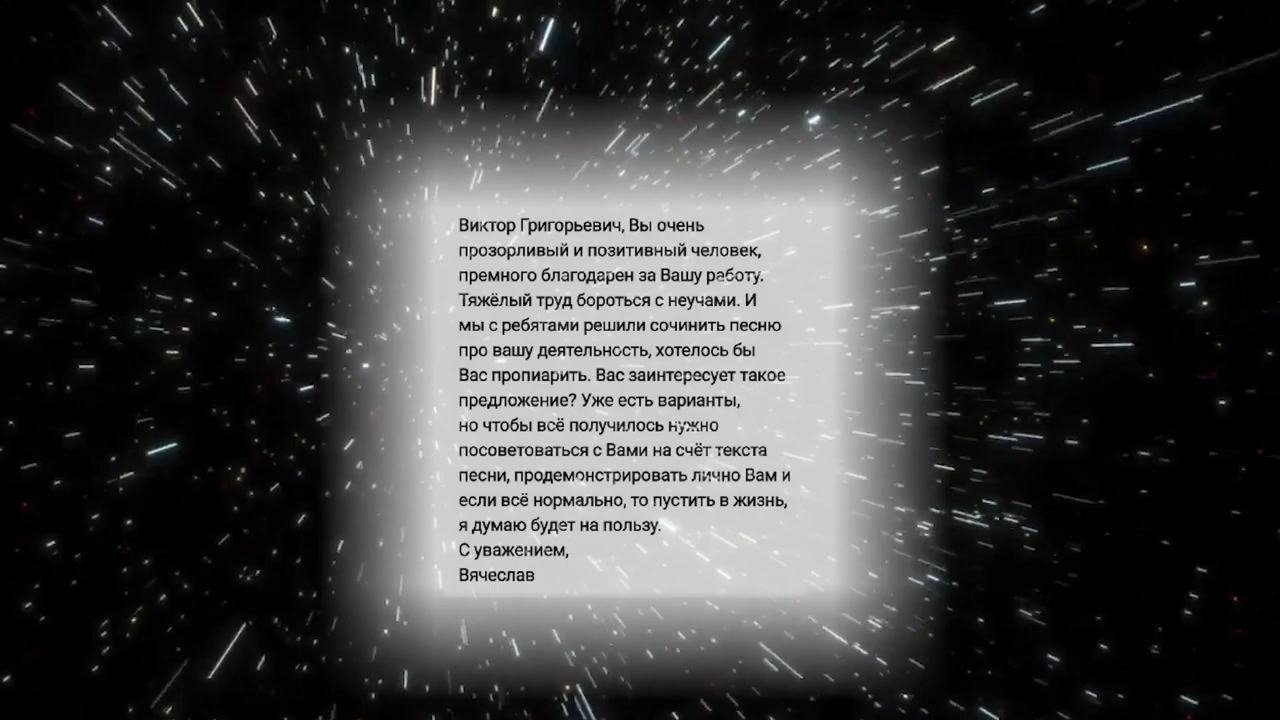 Виктор Григорьевич, Вы очень
прозорливый и позитивный человек,
премного благодарен за Вашу работу.
Тяжёлый труд бороться с неучами. И
мы с ребятами решили сочинить песню
про вашу деятельность, хотелось бы
Вас пропиарить. Вас заинтересует такое
предложение? Уже есть варианты,
но чтобы всё получилось нужно
посоветоваться с Вами на счёт текста
песни, продемонстрировать лично Вам и
если всё нормально, то пустить в жизнь,
я думаю будет на пользу.
С уважением,
Вячеслав